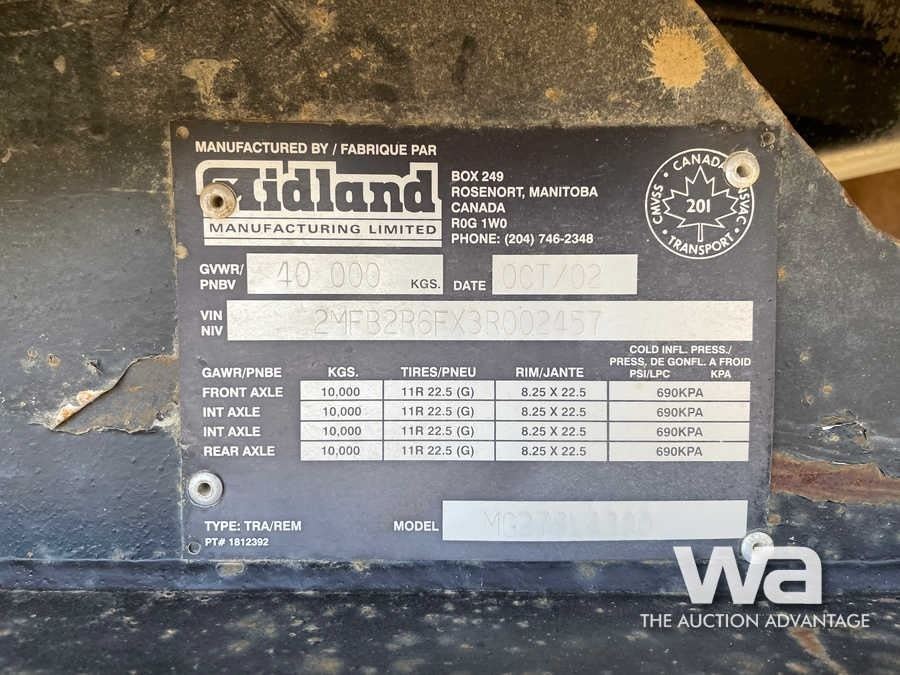 MANUFACTURED BY / FABRIQUE PAR
Midland
MANUFACTURING LIMITED
BOX 249
ROSENORT, MANITOBA
CANADA
R0G 1W0
PHONE: (204) 746-2348
CANADA
CMVSS NSVAC
201
TRANSPORT
GVWR/ PNBV 40 000 KGS. DATE OCT/02
VIN NIV 2MFB2R6FX3R002457
COLD INFL. PRESS./
PRESS, DE GONFL. A FROID
GAWR/PNBE KGS. TIRES/PNEU RIM/JANTE PSI/LPC KPA
FRONT AXLE 10,000 11R 22.5 (G) 8.25 X 22.5 690KPA
INT AXLE 10,000 11R 22.5 (G) 8.25 X 22.5 690KPA
INT AXLE 10,000 11R 22.5 (G) 8.25 X 22.5 690KPA
REAR AXLE 10,000 11R 22.5 (G) 8.25 X 22.5 690KPA
TYPE: TRA/REM MODEL
PT# 1812392
wa
THE AUCTION ADVANTAGE